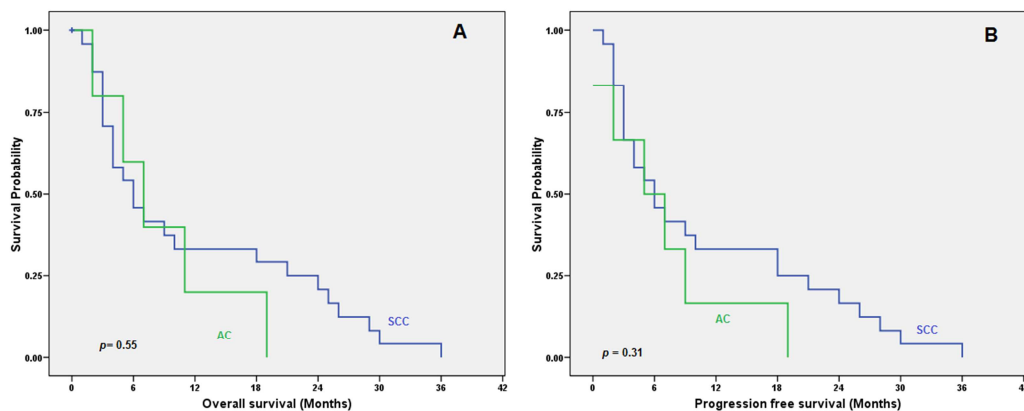 A
1.00
0.75
0.50
0.25
0.00
Survival Probability
SCC
AC
p= 0.55
0 6 12 18 24 30 36 42
Overall survival (Months)
B
1.00
0.75
0.50
0.25
0.00
Survival Probability
AC
SCC
p = 0.31
0 6 12 18 24 30 36 42
Progression free survival (Months)